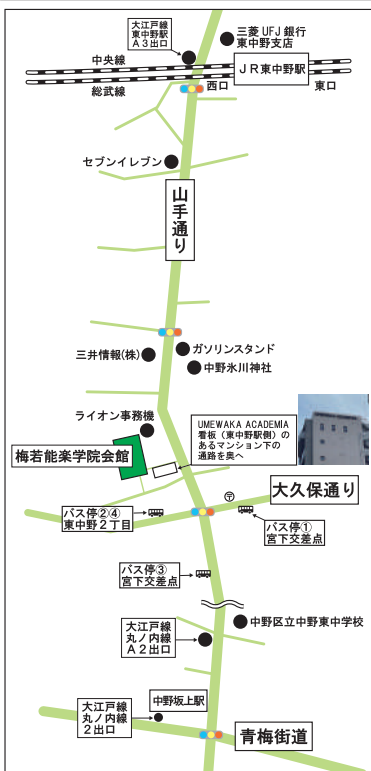 大江戸線
東中野駅
A3出口
三菱UFJ銀行
東中野支店
中央線
総武線
JR東中野駅
西口
東口
セブンイレブン
山手通り
三井情報(株)
ガソリンスタンド
中野氷川神社
ライオン事務機
UMEWAKA ACADEMIA
看板(東中野駅側)の
あるマンション下の
通路を奥へ
梅若能楽学院会館
大久保通り
バス停②④
東中野2丁目
〒
バス停①
宮下交差点
バス停③
宮下交差点
中野区立中野東中学校
大江戸線
丸ノ内線
A2出口
大江戸線
丸ノ内線
2出口
中野坂上駅
青梅街道